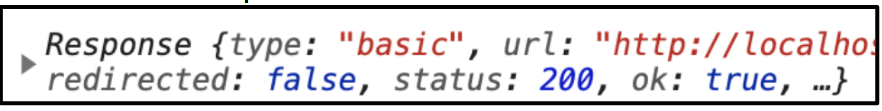 Response {type: "basic", url: "http://localhos
redirected: false, status: 200, ok: true, …}